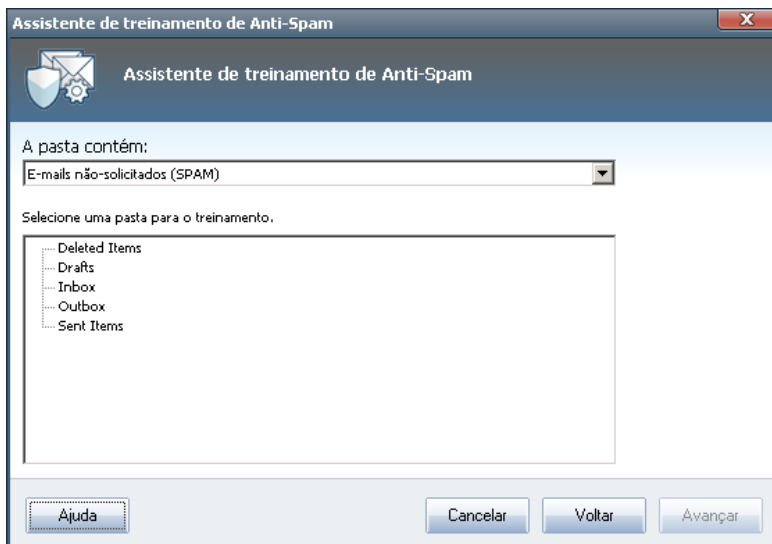 Assistente de treinamento de Anti-Spam
Assistente de treinamento de Anti-Spam
A pasta contém:
E-mails não-solicitados (SPAM)
Selecione uma pasta para o treinamento.
Deleted Items
Drafts
Inbox
Outbox
Sent Items
Ajuda Cancelar Voltar Avançar